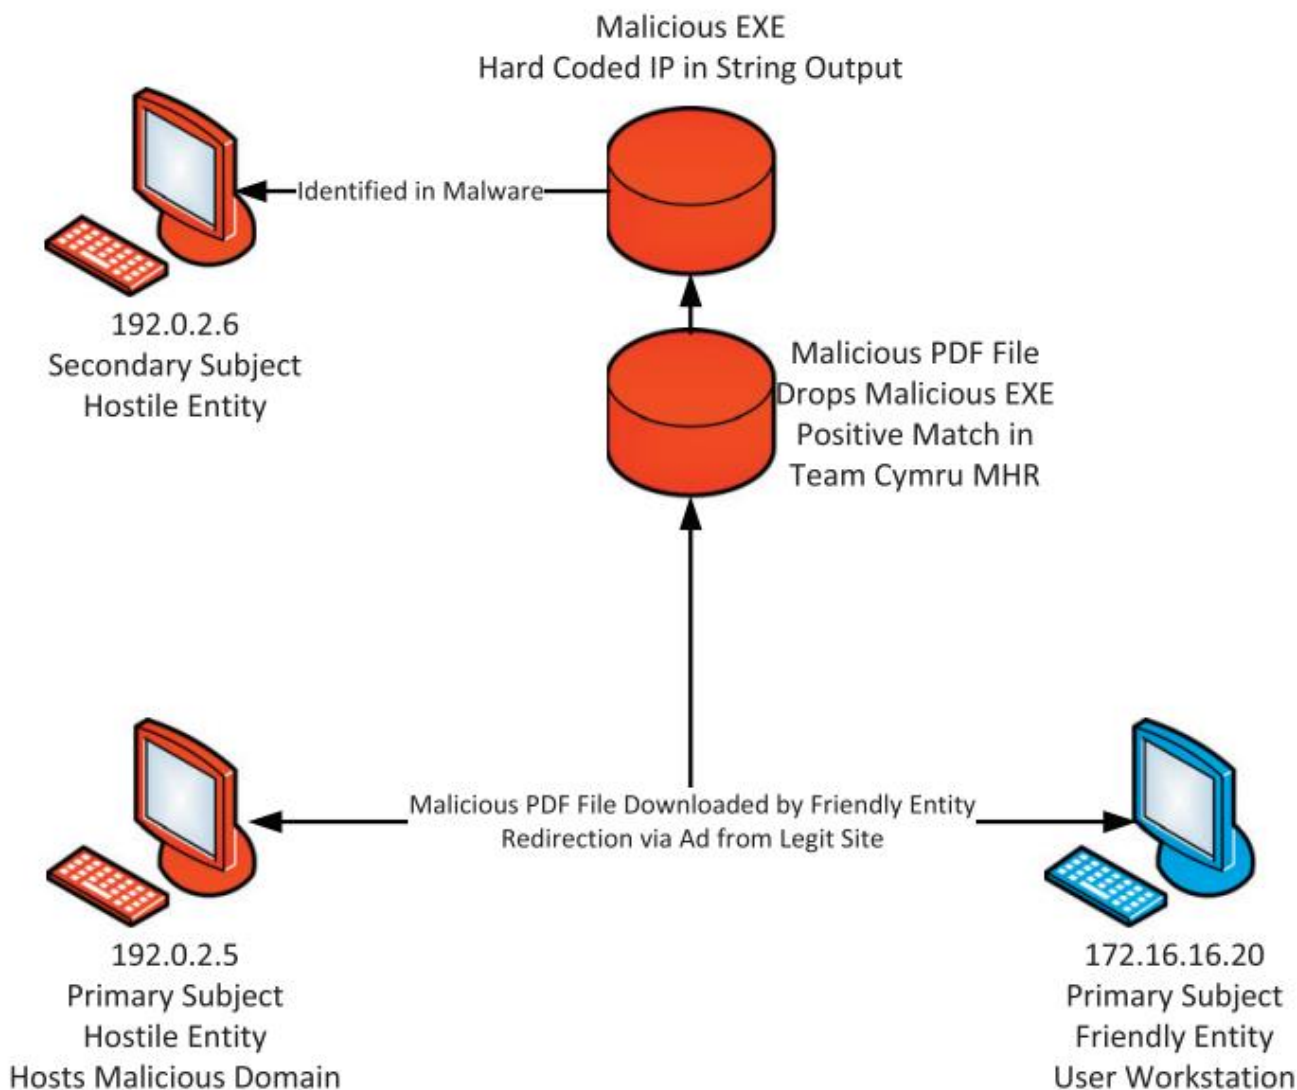 Malicious EXE
Hard Coded IP in String Output
Identified in Malware
192.0.2.6
Secondary Subject
Hostile Entity
Malicious PDF File
Drops Malicious EXE
Positive Match in
Team Cymru MHR
Malicious PDF File Downloaded by Friendly Entity
Redirection via Ad from Legit Site
192.0.2.5
Primary Subject
Hostile Entity
Hosts Malicious Domain
172.16.16.20
Primary Subject
Friendly Entity
User Workstation